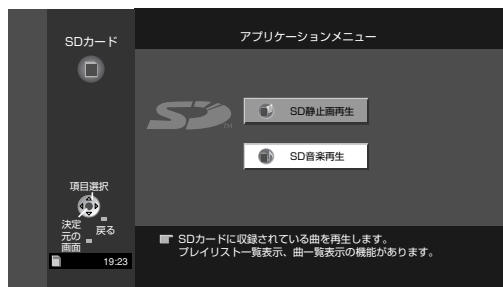 SDカード
アプリケーションメニュー
SD
TM
SD静止画再生
SD音楽再生
項目選択
決定
戻る
元の
画面
19:23
SDカードに収録されている曲を再生します。
プレイリスト一覧表示、曲一覧表示の機能があります。